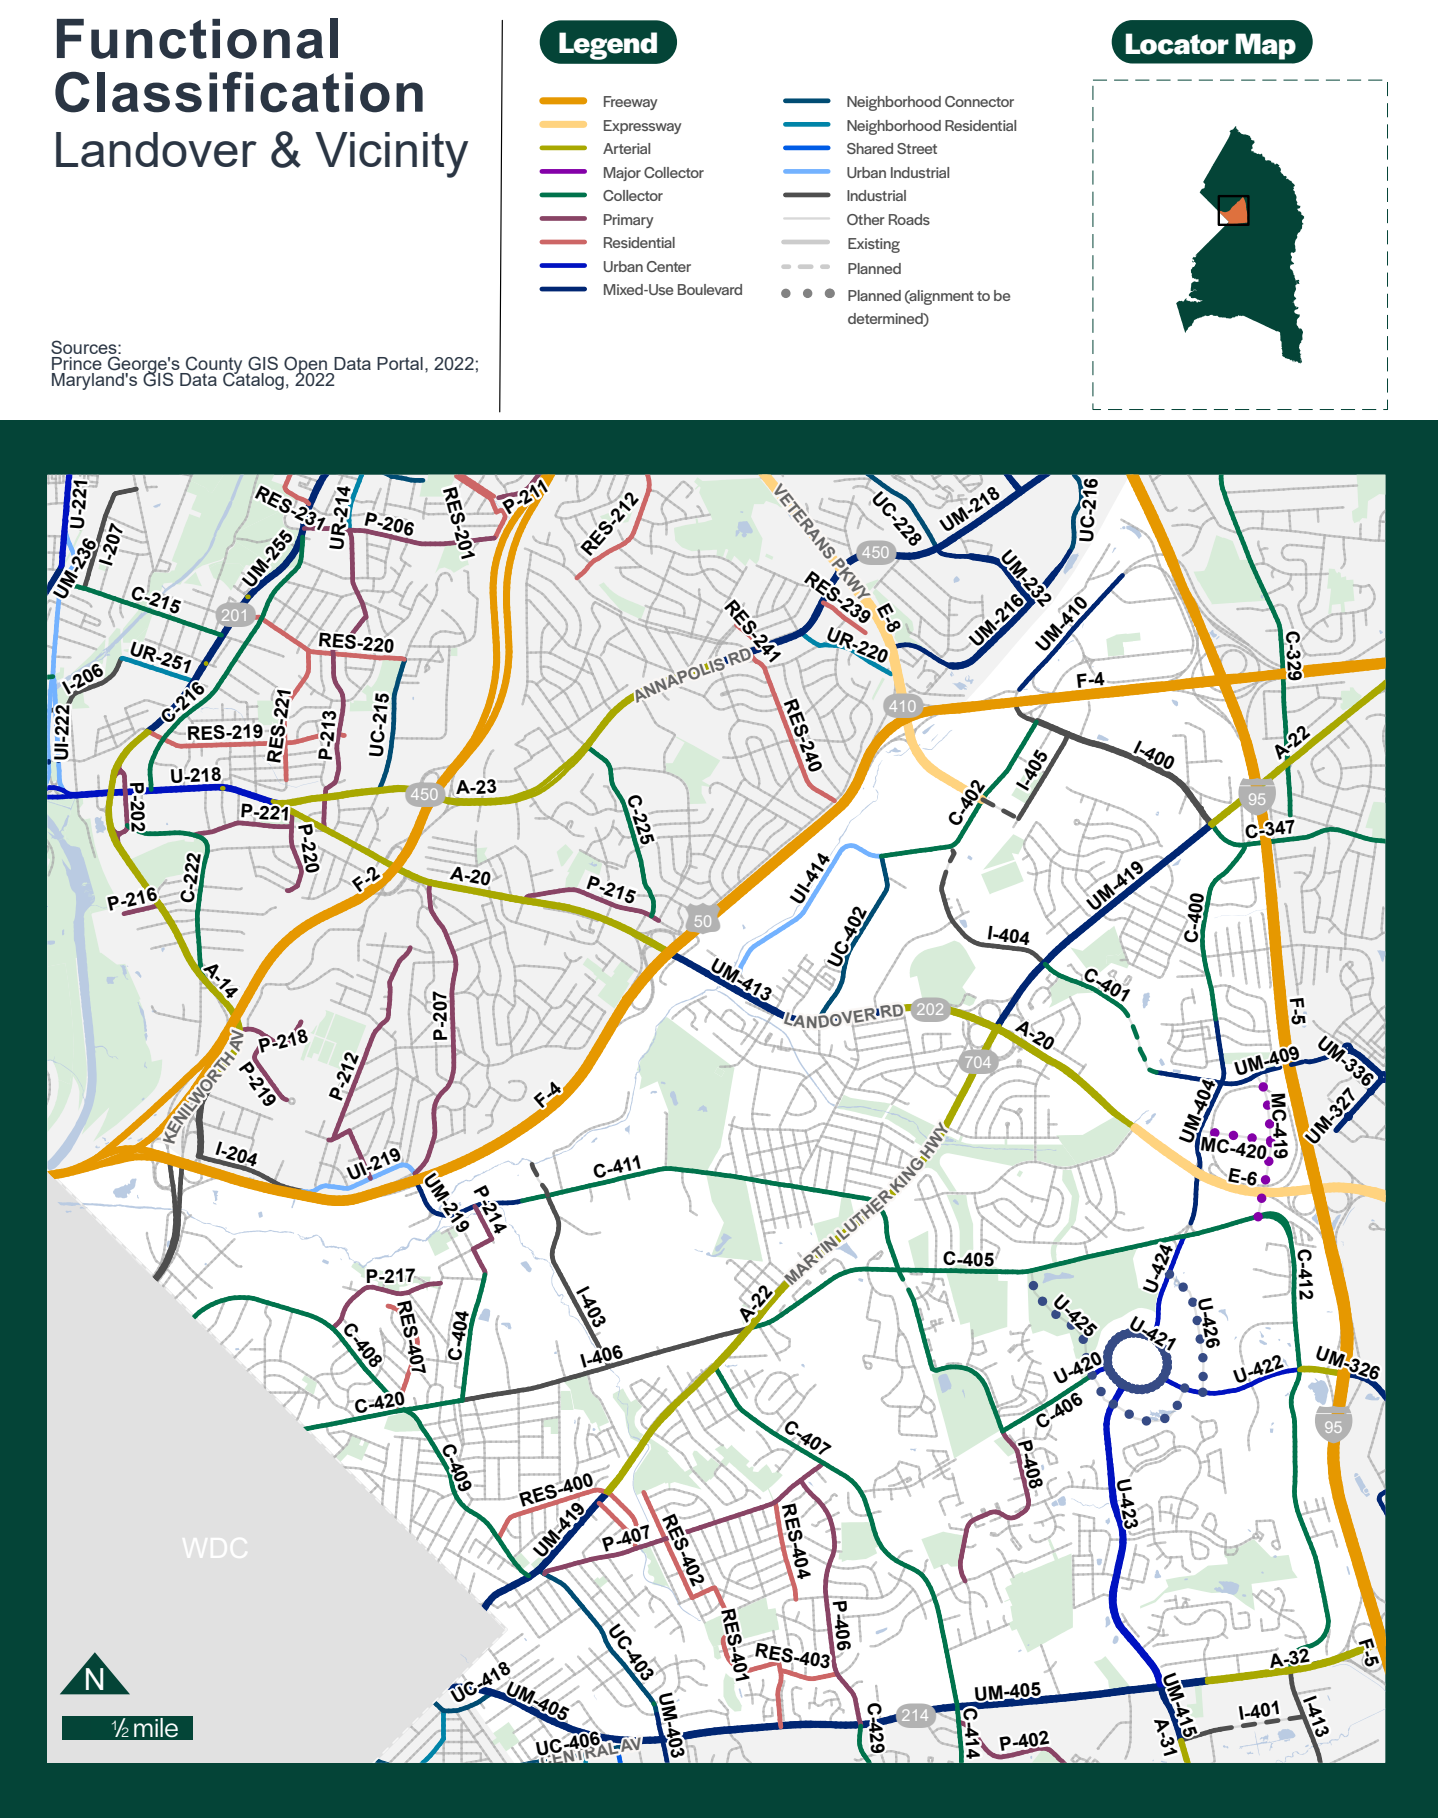 Functional
Classification
Landover & Vicinity
Sources:
Prince George's County GIS Open Data Portal, 2022;
Maryland's GIS Data Catalog, 2022
Legend
Freeway
Expressway
Arterial
Major Collector
Collector
Primary
Residential
Urban Center
Mixed-Use Boulevard
Neighborhood Connector
Neighborhood Residential
Shared Street
Urban Industrial
Industrial
Other Roads
Existing
Planned
Planned (alignment to be
determined)
Locator Map
U-221
I-207
UM-236
RES-231
UR-214
P-206
RES-201
P-211
RES-212
VETERANS PKWY
UC-228
UM-218
UC-216
450
UM-255
C-215
201
UM-232
RES-239
E-8
UM-216
UM-410
RES-241
UR-220
RES-220
UR-251
I-206
C-329
ANNAPOLIS RD
F-4
C-216
UI-222
RES-219
RES-221
P-213
UC-215
410
RES-240
A-22
I-400
I-405
U-218
450
A-23
95
P-202
P-221
P-220
C-225
C-402
C-347
C-222
F-2
A-20
P-215
UI-414
UM-419
P-216
50
UC-402
C-400
I-404
A-14
UM-413
C-401
LANDOVER RD
202
F-5
P-207
P-218
A-20
KENILWORTH AV
P-219
P-212
704
UM-409
UM-336
F-4
UM-404
MC-419
UM-327
MC-420
MARTIN LUTHER KING HWY
I-204
UI-219
C-411
E-6
UM-219
P-214
C-405
U-424
C-412
P-217
I-403
A-22
U-425
U-426
RES-407
C-404
C-408
U-421
I-406
U-420
U-422
UM-326
C-420
C-406
95
C-407
C-409
P-408
RES-400
UM-419
U-423
P-407
RES-402
RES-404
WDC
P-406
UC-403
RES-401
RES-403
F-5
A-32
UC-418
UM-405
UM-405
UM-403
214
UM-415
I-401
I-413
C-429
C-414
A-31
P-402
UC-406
CENTRAL AV
N
½ mile